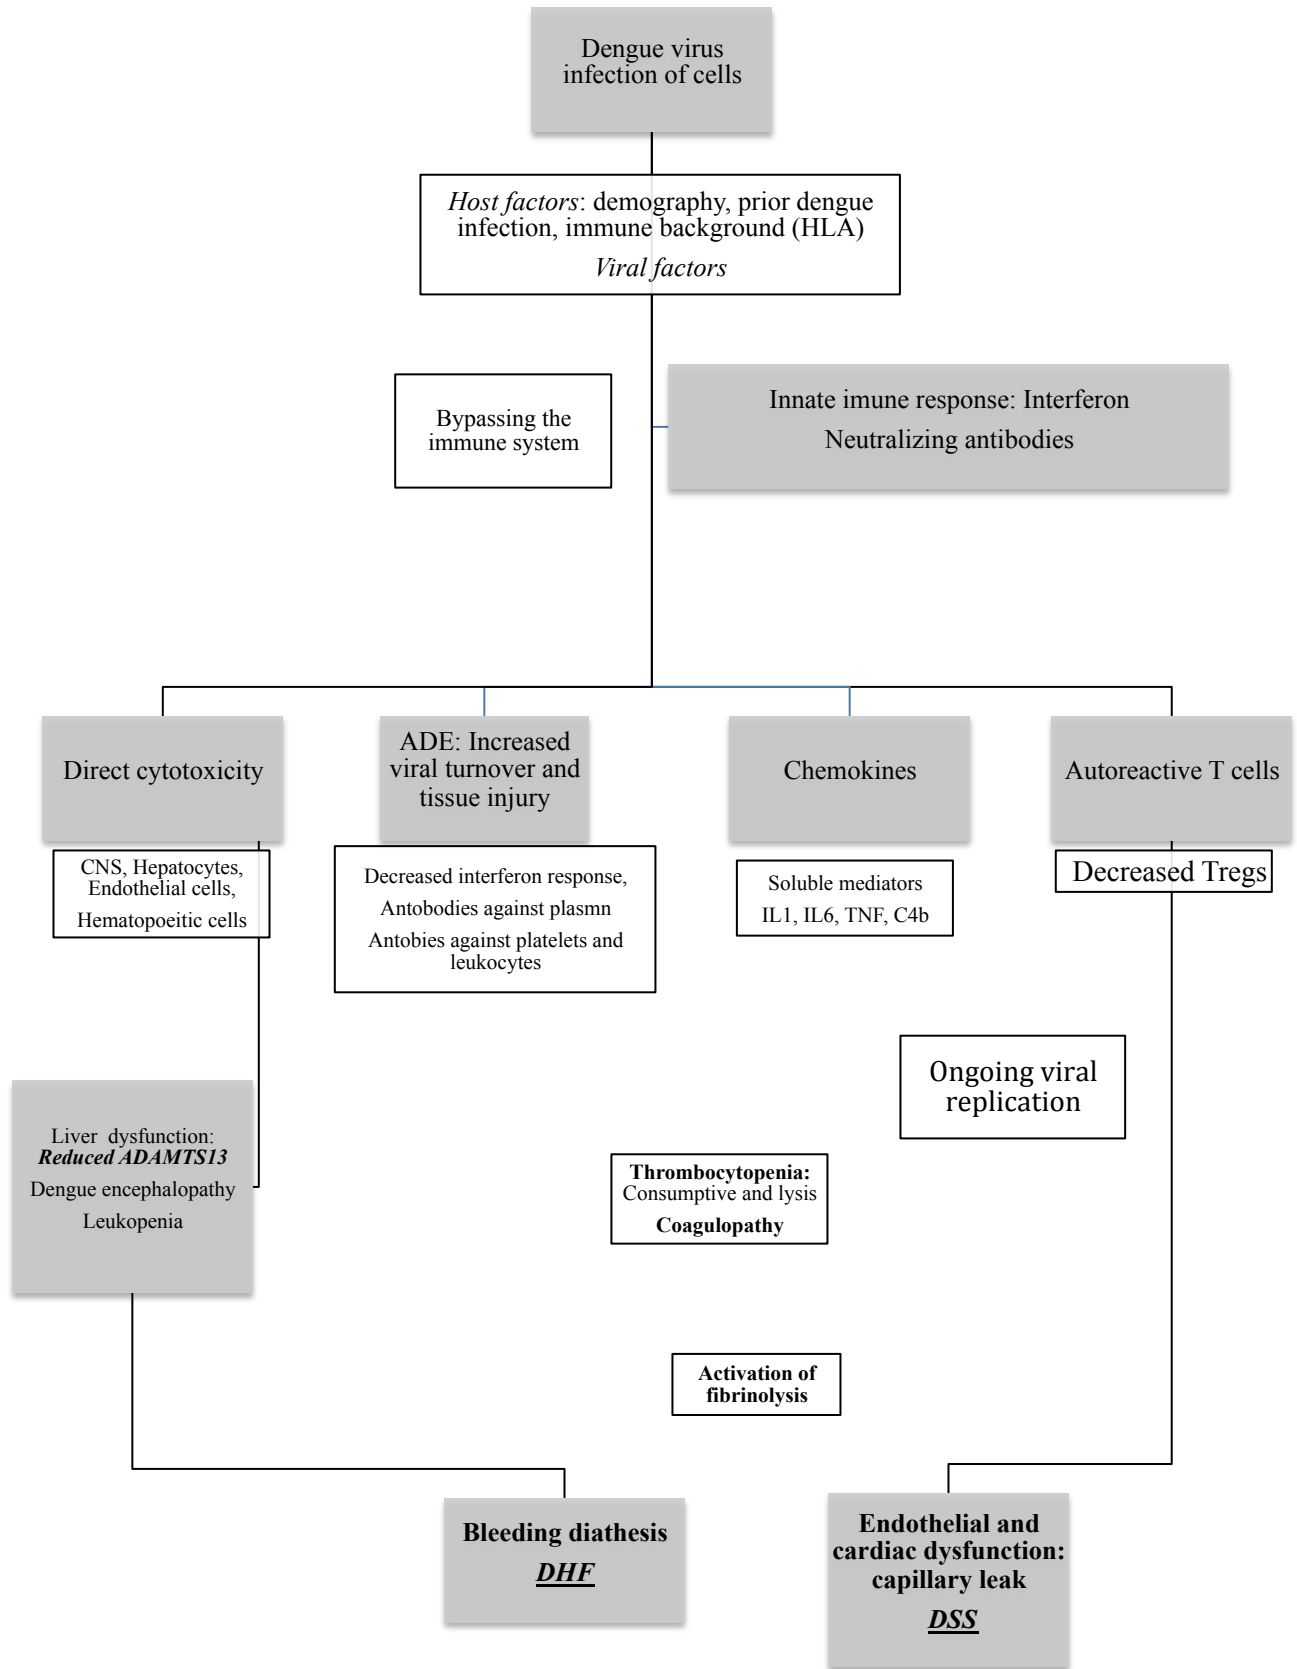 Dengue virus
infection of cells
Host factors: demography, prior dengue
infection, immune background (HLA)
Viral factors
Bypassing the
immune system
Innate imune response: Interferon
Neutralizing antibodies
Direct cytotoxicity
ADE: Increased
viral turnover and
tissue injury
Chemokines
Autoreactive T cells
CNS, Hepatocytes,
Endothelial cells,
Hematopoeitic cells
Decreased interferon response,
Antobodies against plasmn
Antobies against platelets and
leukocytes
Soluble mediators
IL1, IL6, TNF, C4b
Decreased Tregs
Ongoing viral
replication
Liver dysfunction:
Reduced ADAMTS13
Dengue encephalopathy
Leukopenia
Thrombocytopenia:
Consumptive and lysis
Coagulopathy
Activation of
fibrinolysis
Bleeding diathesis
DHF
Endothelial and
cardiac dysfunction:
capillary leak
DSS